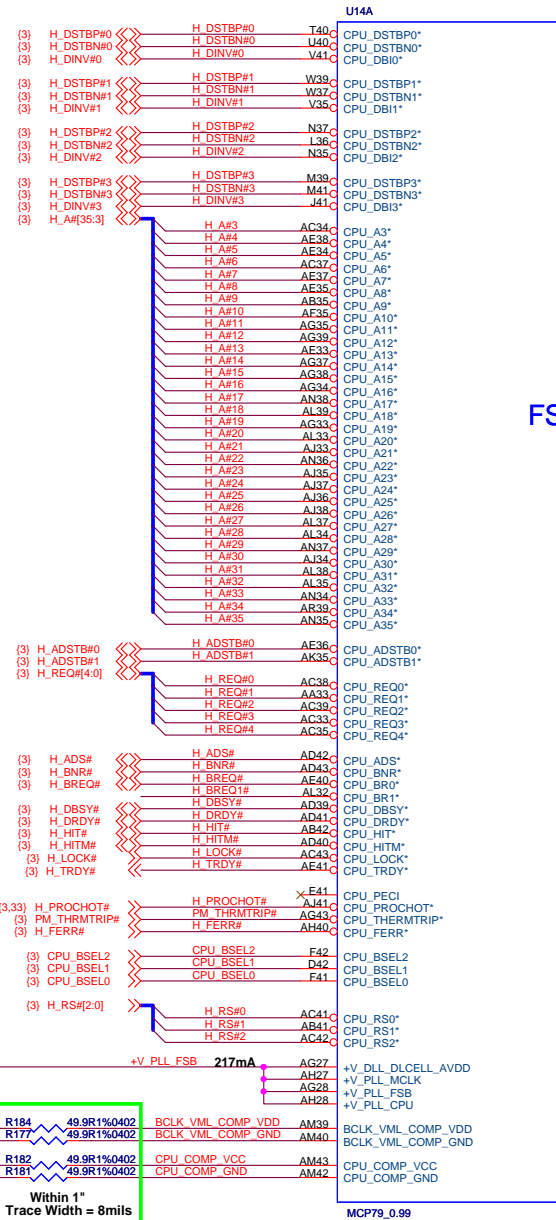 U14A
{3} H_DSTBP#0 H_DSTBP#0 T40 CPU_DSTBP0*
{3} H_DSTBN#0 H_DSTBN#0 U40 CPU_DSTBN0*
{3} H_DINV#0 H_DINV#0 V41 CPU_DBI0*
{3} H_DSTBP#1 H_DSTBP#1 W39 CPU_DSTBP1*
{3} H_DSTBN#1 H_DSTBN#1 W37 CPU_DSTBN1*
{3} H_DINV#1 H_DINV#1 V35 CPU_DBI1*
{3} H_DSTBP#2 H_DSTBP#2 N37 CPU_DSTBP2*
{3} H_DSTBN#2 H_DSTBN#2 L36 CPU_DSTBN2*
{3} H_DINV#2 H_DINV#2 N35 CPU_DBI2*
{3} H_DSTBP#3 H_DSTBP#3 M39 CPU_DSTBP3*
{3} H_DSTBN#3 H_DSTBN#3 M41 CPU_DSTBN3*
{3} H_DINV#3 H_DINV#3 J41 CPU_DBI3*
{3} H_A#[35:3]
H_A#3 AC34 CPU_A3*
H_A#4 AE38 CPU_A4*
H_A#5 AE34 CPU_A5*
H_A#6 AC37 CPU_A6*
H_A#7 AE37 CPU_A7*
H_A#8 AE35 CPU_A8*
H_A#9 AB35 CPU_A9*
H_A#10 AF35 CPU_A10*
H_A#11 AG35 CPU_A11*
H_A#12 AG39 CPU_A12*
H_A#13 AE33 CPU_A13*
H_A#14 AG37 CPU_A14*
H_A#15 AG38 CPU_A15*
H_A#16 AG34 CPU_A16*
H_A#17 AN38 CPU_A17*
H_A#18 AL39 CPU_A18*
H_A#19 AG33 CPU_A19*
H_A#20 AL33 CPU_A20*
H_A#21 AJ33 CPU_A21*
H_A#22 AN36 CPU_A22*
H_A#23 AJ35 CPU_A23*
H_A#24 AJ37 CPU_A24*
H_A#25 AJ36 CPU_A25*
H_A#26 AJ38 CPU_A26*
H_A#27 AL37 CPU_A27*
H_A#28 AL34 CPU_A28*
H_A#29 AN37 CPU_A29*
H_A#30 AJ34 CPU_A30*
H_A#31 AL38 CPU_A31*
H_A#32 AL35 CPU_A32*
H_A#33 AN34 CPU_A33*
H_A#34 AR39 CPU_A34*
H_A#35 AN35 CPU_A35*
FS
{3} H_ADSTB#0 H_ADSTB#0 AE36 CPU_ADSTB0*
{3} H_ADSTB#1 H_ADSTB#1 AK35 CPU_ADSTB1*
{3} H_REQ#[4:0]
H_REQ#0 AC38 CPU_REQ0*
H_REQ#1 AA33 CPU_REQ1*
H_REQ#2 AC39 CPU_REQ2*
H_REQ#3 AC33 CPU_REQ3*
H_REQ#4 AC35 CPU_REQ4*
{3} H_ADS# H_ADS# AD42 CPU_ADS*
{3} H_BNR# H_BNR# AD43 CPU_BNR*
{3} H_BREQ# H_BREQ# AE40 CPU_BR0*
H_BREQ1# AL32 CPU_BR1*
{3} H_DBSY# H_DBSY# AD39 CPU_DBSY*
{3} H_DRDY# H_DRDY# AD41 CPU_DRDY*
{3} H_HIT# H_HIT# AB42 CPU_HIT*
{3} H_HITM# H_HITM# AD40 CPU_HITM*
{3} H_LOCK# H_LOCK# AC43 CPU_LOCK*
{3} H_TRDY# H_TRDY# AE41 CPU_TRDY*
E41 CPU_PECI
3,33} H_PROCHOT# H_PROCHOT# AJ41 CPU_PROCHOT*
{3} PM_THRMTRIP# PM_THRMTRIP# AG43 CPU_THERMTRIP*
{3} H_FERR# H_FERR# AH40 CPU_FERR*
{3} CPU_BSEL2 CPU_BSEL2 F42 CPU_BSEL2
{3} CPU_BSEL1 CPU_BSEL1 D42 CPU_BSEL1
{3} CPU_BSEL0 CPU_BSEL0 F41 CPU_BSEL0
{3} H_RS#[2:0]
H_RS#0 AC41 CPU_RS0*
H_RS#1 AB41 CPU_RS1*
H_RS#2 AC42 CPU_RS2*
+V_PLL_FSB 217mA AG27 +V_DLL_DLCELL_AVDD
AH27 +V_PLL_MCLK
AG28 +V_PLL_FSB
AH28 +V_PLL_CPU
R184 49.9R1%0402 BCLK_VML_COMP_VDD AM39 BCLK_VML_COMP_VDD
R177 49.9R1%0402 BCLK_VML_COMP_GND AM40 BCLK_VML_COMP_GND
R182 49.9R1%0402 CPU_COMP_VCC AM43 CPU_COMP_VCC
R181 49.9R1%0402 CPU_COMP_GND AM42 CPU_COMP_GND
Within 1"
Trace Width = 8mils
MCP79_0.99